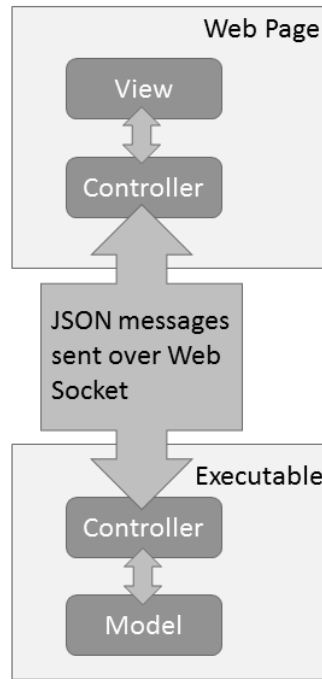 Web Page
View
Controller
JSON messages
sent over Web
Socket
Executable
Controller
Model